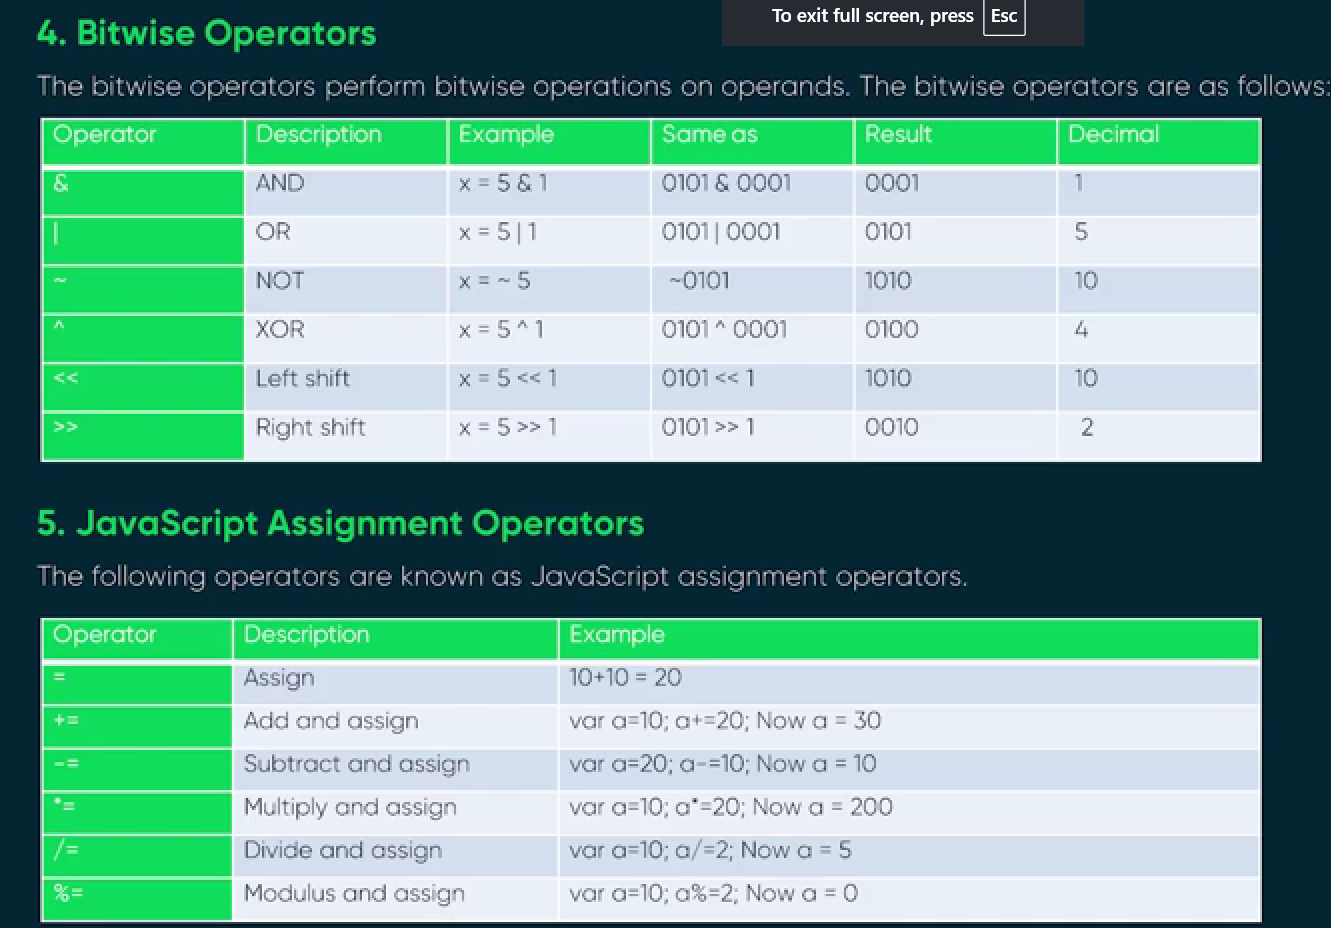 To exit full screen, press Esc
4. Bitwise Operators
The bitwise operators perform bitwise operations on operands. The bitwise operators are as follows:
Operator Description Example Same as Result Decimal
& AND x = 5 & 1 0101 & 0001 0001 1
| OR x = 5 | 1 0101 | 0001 0101 5
~ NOT x = ~ 5 ~0101 1010 10
^ XOR x = 5 ^ 1 0101 ^ 0001 0100 4
<< Left shift x = 5 << 1 0101 << 1 1010 10
>> Right shift x = 5 >> 1 0101 >> 1 0010 2
5. JavaScript Assignment Operators
The following operators are known as JavaScript assignment operators.
Operator Description Example
= Assign 10+10 = 20
+= Add and assign var a=10; a+=20; Now a = 30
-= Subtract and assign var a=20; a-=10; Now a = 10
*= Multiply and assign var a=10; a*=20; Now a = 200
/= Divide and assign var a=10; a/=2; Now a = 5
%= Modulus and assign var a=10; a%=2; Now a = 0